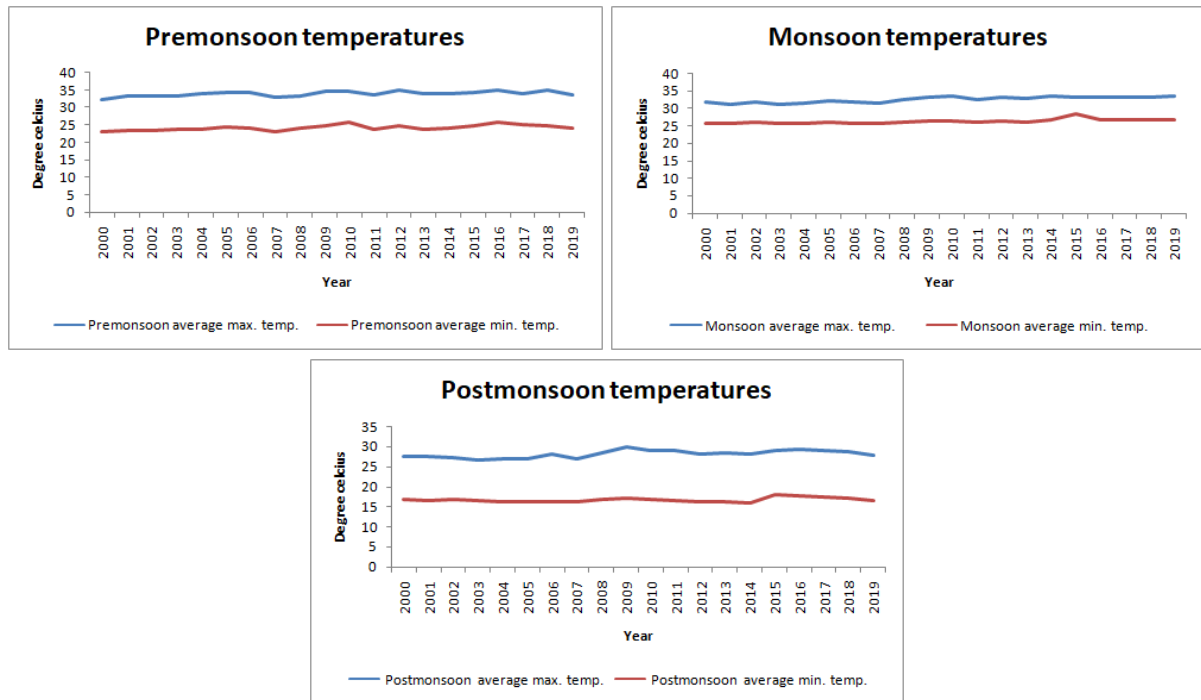 Premonsoon temperatures
40
35
30
25
20
15
10
5
0
Degree celcius
2000 2001 2002 2003 2004 2005 2006 2007 2008 2009 2010 2011 2012 2013 2014 2015 2016 2017 2018 2019
Year
Premonsoon average max. temp. Premonsoon average min. temp.
Monsoon temperatures
40
35
30
25
20
15
10
5
0
Degree celcius
2000 2001 2002 2003 2004 2005 2006 2007 2008 2009 2010 2011 2012 2013 2014 2015 2016 2017 2018 2019
Year
Monsoon average max. temp. Monsoon average min. temp.
Postmonsoon temperatures
35
30
25
20
15
10
5
0
Degree celcius
2000 2001 2002 2003 2004 2005 2006 2007 2008 2009 2010 2011 2012 2013 2014 2015 2016 2017 2018 2019
Year
Postmonsoon average max. temp. Postmonsoon average min. temp.